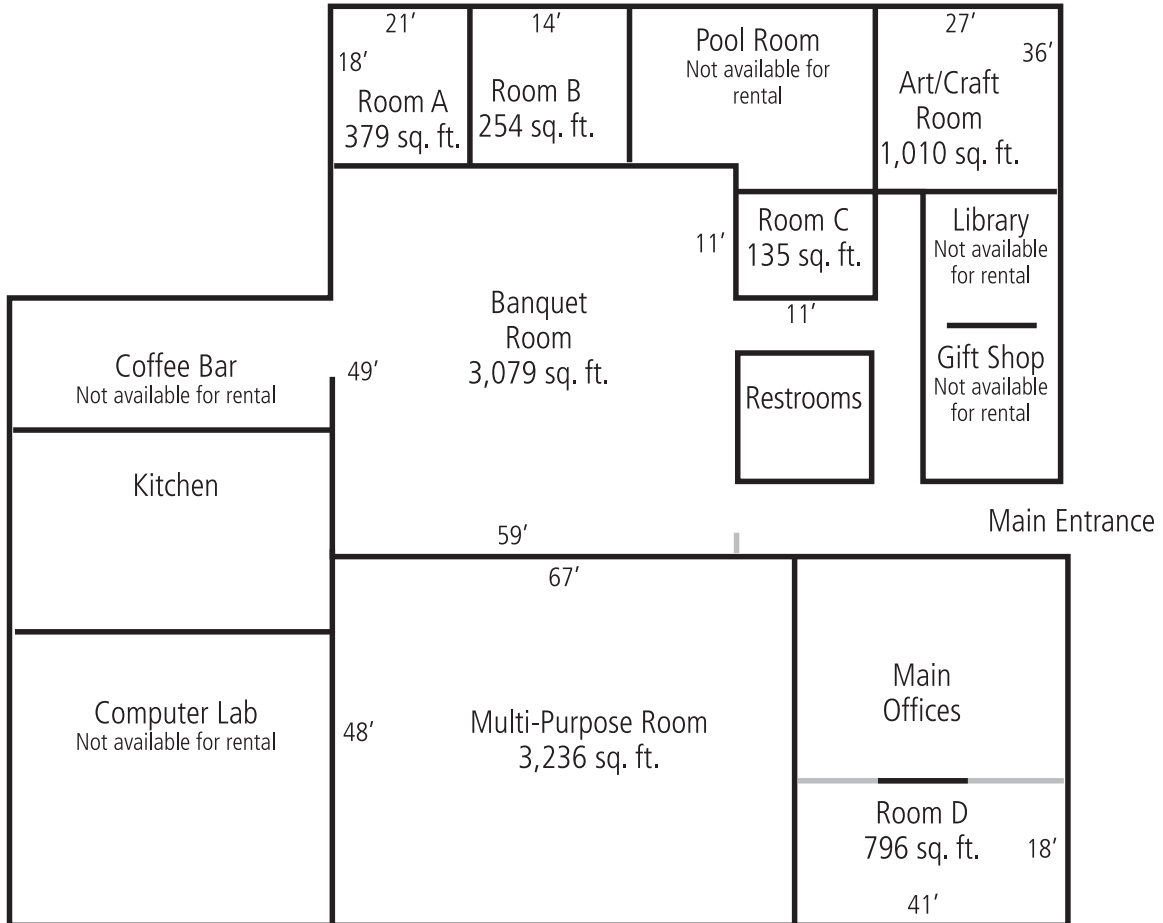 21’
18’
Room A
379 sq. ft.
14’
Room B
254 sq. ft.
Pool Room
Not available for
rental
27’
36’
Art/Craft
Room
1,010 sq. ft.
11’
Room C
135 sq. ft.
11’
Library
Not available
for rental
Gift Shop
Not available
for rental
Coffee Bar
Not available for rental
49’
Banquet
Room
3,079 sq. ft.
Restrooms
Kitchen
Main Entrance
59’
67’
Computer Lab
Not available for rental
48’
Multi-Purpose Room
3,236 sq. ft.
Main
Offices
Room D
796 sq. ft.
18’
41’